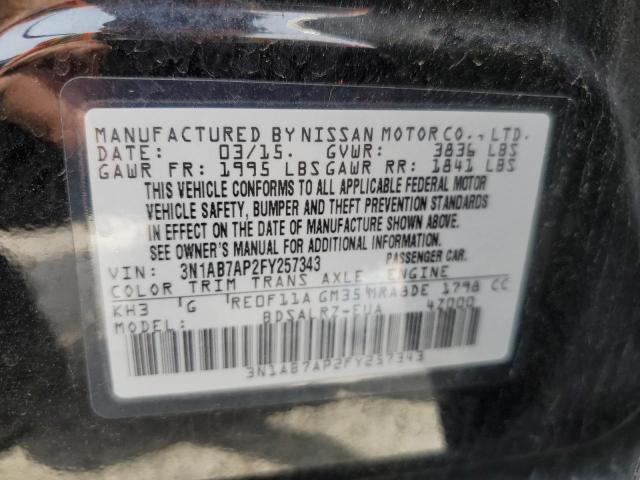 MANUFACTURED BY NISSAN MOTOR CO., LTD.
DATE: 03/15. GVWR: 3836 LBS
GAWR FR: 1995 LBS GAWR RR: 1841 LBS
THIS VEHICLE CONFORMS TO ALL APPLICABLE FEDERAL MOTOR
VEHICLE SAFETY, BUMPER AND THEFT PREVENTION STANDARDS
IN EFFECT ON THE DATE OF MANUFACTURE SHOWN ABOVE.
SEE OWNER'S MANUAL FOR ADDITIONAL INFORMATION.
VIN: 3N1AB7AP2FY257343 PASSENGER CAR.
COLOR TRIM TRANS AXLE ENGINE
KH3 G RE0F11A GM35 MRA8DE 1798 CC
MODEL: BDSALR7-EUA 47000
3N1AB7AP2FY257343